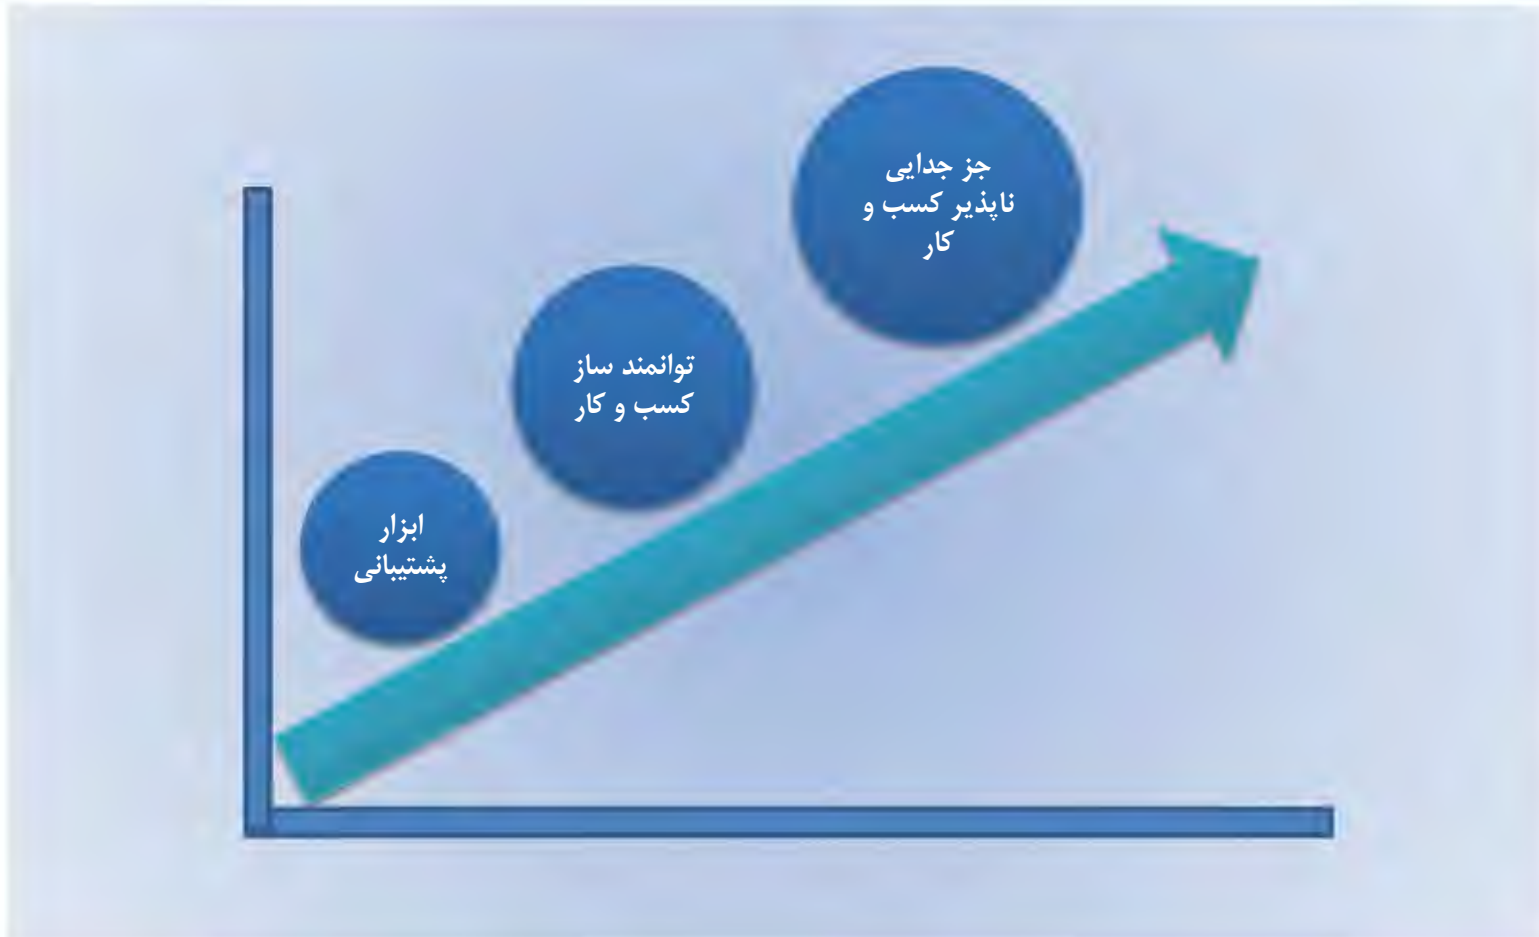 جز جدایی
ناپذیر کسب و
کار
توانمند ساز
کسب و کار
ابزار
پشتیبانی